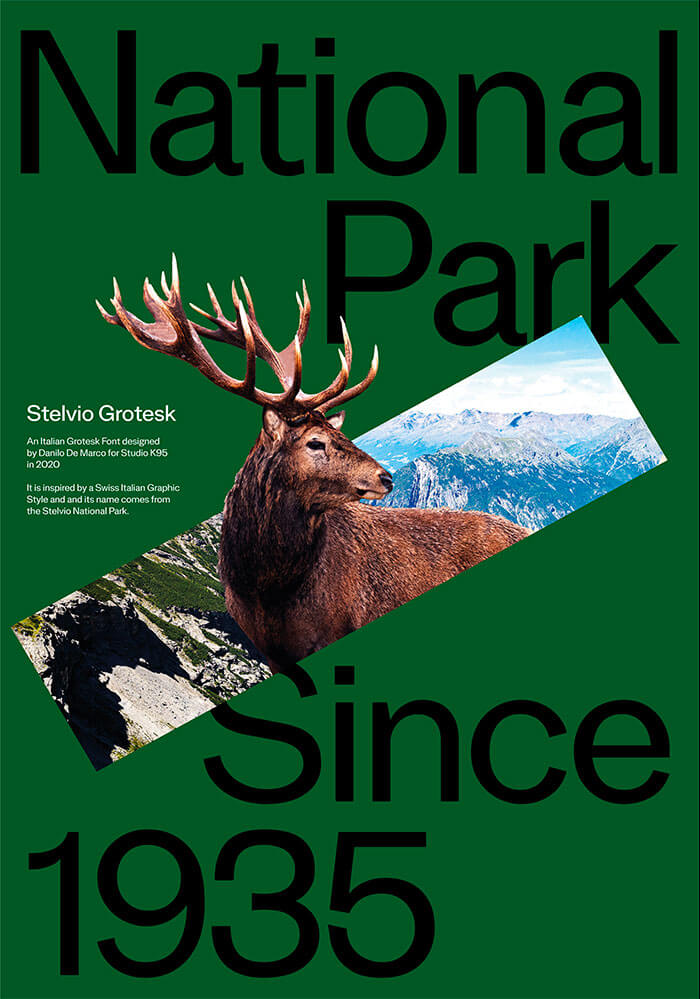 National
Park
Stelvio Grotesk
An Italian Grotesk Font designed
by Danilo De Marco for Studio K95
in 2020
It is inspired by a Swiss Italian Graphic
Style and and its name comes from
the Stelvio National Park.
Since
1935